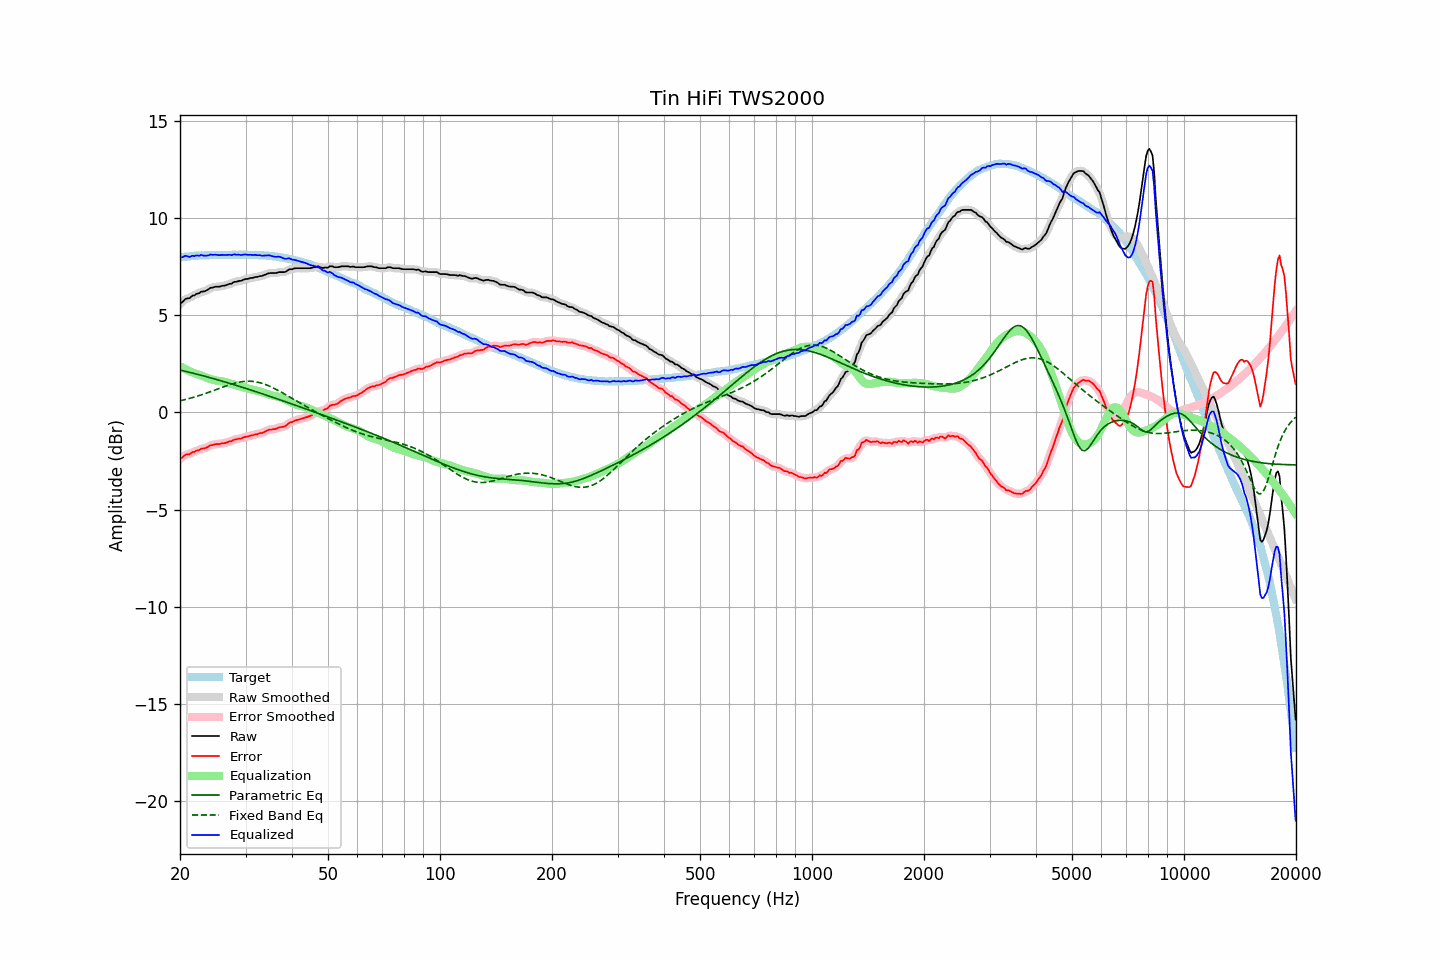 Tin HiFi TWS2000
15
10
5
0
−5
−10
−15
−20
Amplitude (dBr)
Target
Raw Smoothed
Error Smoothed
Raw
Error
Equalization
Parametric Eq
Fixed Band Eq
Equalized
20 50 100 200 500 1000 2000 5000 10000 20000
Frequency (Hz)